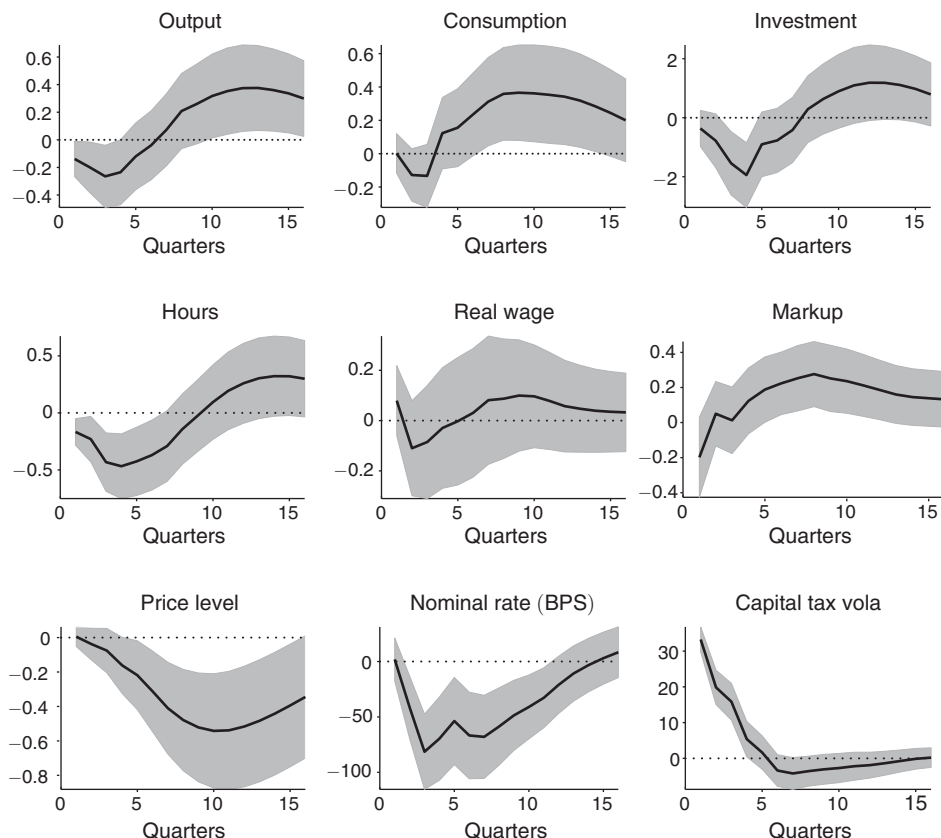 Output
0.6
0.4
0.2
0
−0.2
−0.4
0 5 10 15
Quarters
Consumption
0.6
0.4
0.2
0
−0.2
0 5 10 15
Quarters
Investment
2
0
−2
0 5 10 15
Quarters
Hours
0.5
0
−0.5
0 5 10 15
Quarters
Real wage
0.2
0
−0.2
0 5 10 15
Quarters
Markup
0.4
0.2
0
−0.2
−0.4
0 5 10 15
Quarters
Price level
0
−0.2
−0.4
−0.6
−0.8
0 5 10 15
Quarters
Nominal rate (BPS)
0
−50
−100
0 5 10 15
Quarters
Capital tax vola
30
20
10
0
0 5 10 15
Quarters